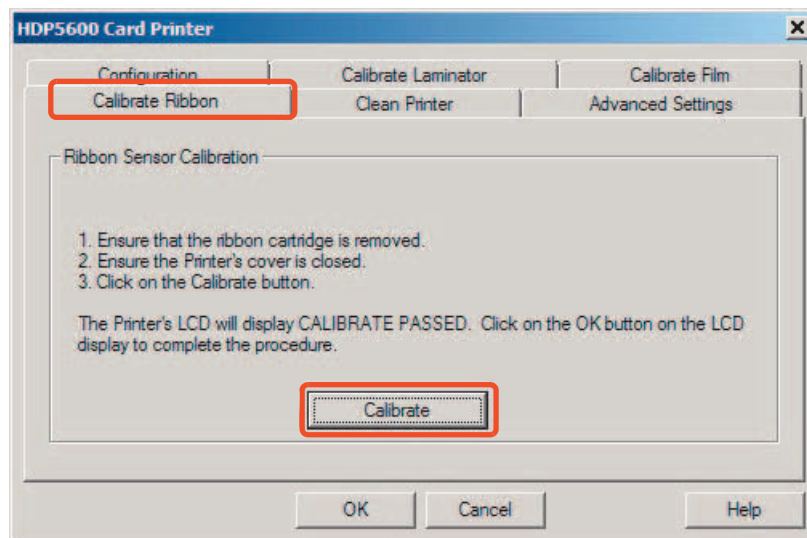 HDP5600 Card Printer
Configuration
Calibrate Laminator
Calibrate Film
Calibrate Ribbon
Clean Printer
Advanced Settings
Ribbon Sensor Calibration
1. Ensure that the ribbon cartridge is removed.
2. Ensure the Printer's cover is closed.
3. Click on the Calibrate button.
The Printer's LCD will display CALIBRATE PASSED. Click on the OK button on the LCD
display to complete the procedure.
Calibrate
OK
Cancel
Help